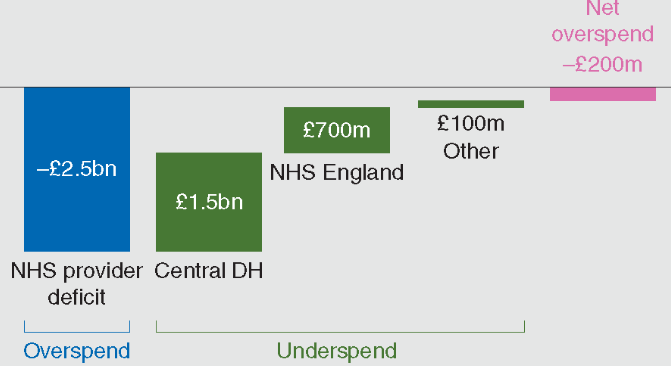 Net
overspend
–£200m
–£2.5bn
£1.5bn
£700m
£100m
Other
NHS England
NHS provider
deficit
Central DH
Overspend
Underspend